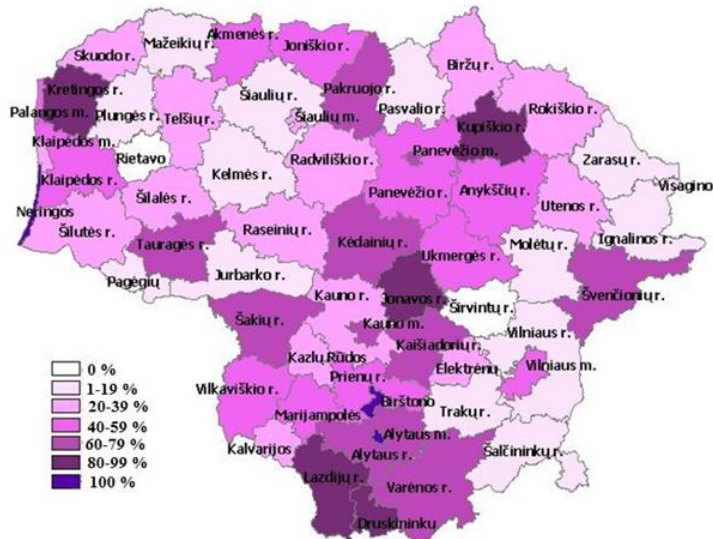 Akmenės r.
Mažeikių r.
Joniškio r.
Skuodo r.
Biržų r.
Kretingos r.
Šiaulių r.
Pakruojo r.
Rokiškio r.
Palangos m.
Plungės r.
Telšių r.
Šiaulių m.
Pasvalio r.
Kupiškio r.
Klaipėdos m.
Rietavo
Radviliškio r.
Panevėžio m.
Zarasų r.
Kelmės r.
Klaipėdos r.
Panevėžio r.
Anykščių r.
Visagino
Šilalės r.
Utenos r.
Neringos
Šilutės r.
Raseinių r.
Tauragės r.
Kėdainių r.
Molėtų r.
Ignalinos r.
Ukmergės r.
Pagėgių
Jurbarko r.
Kauno r.
Jonavos r.
Širvintų r.
Švenčionių r.
Šakių r.
Kauno m.
Vilniaus r.
Kaišiadorių r.
Kazlų Rūdos
Elektrėnų
Vilniaus m.
Prienų r.
Vilkaviškio r.
Birštono
Marijampolės
Trakų r.
Alytaus m.
Kalvarijos
Alytaus r.
Šalčininkų r.
Lazdijų r.
Varėnos r.
Druskininku
0 %
1-19 %
20-39 %
40-59 %
60-79 %
80-99 %
100 %